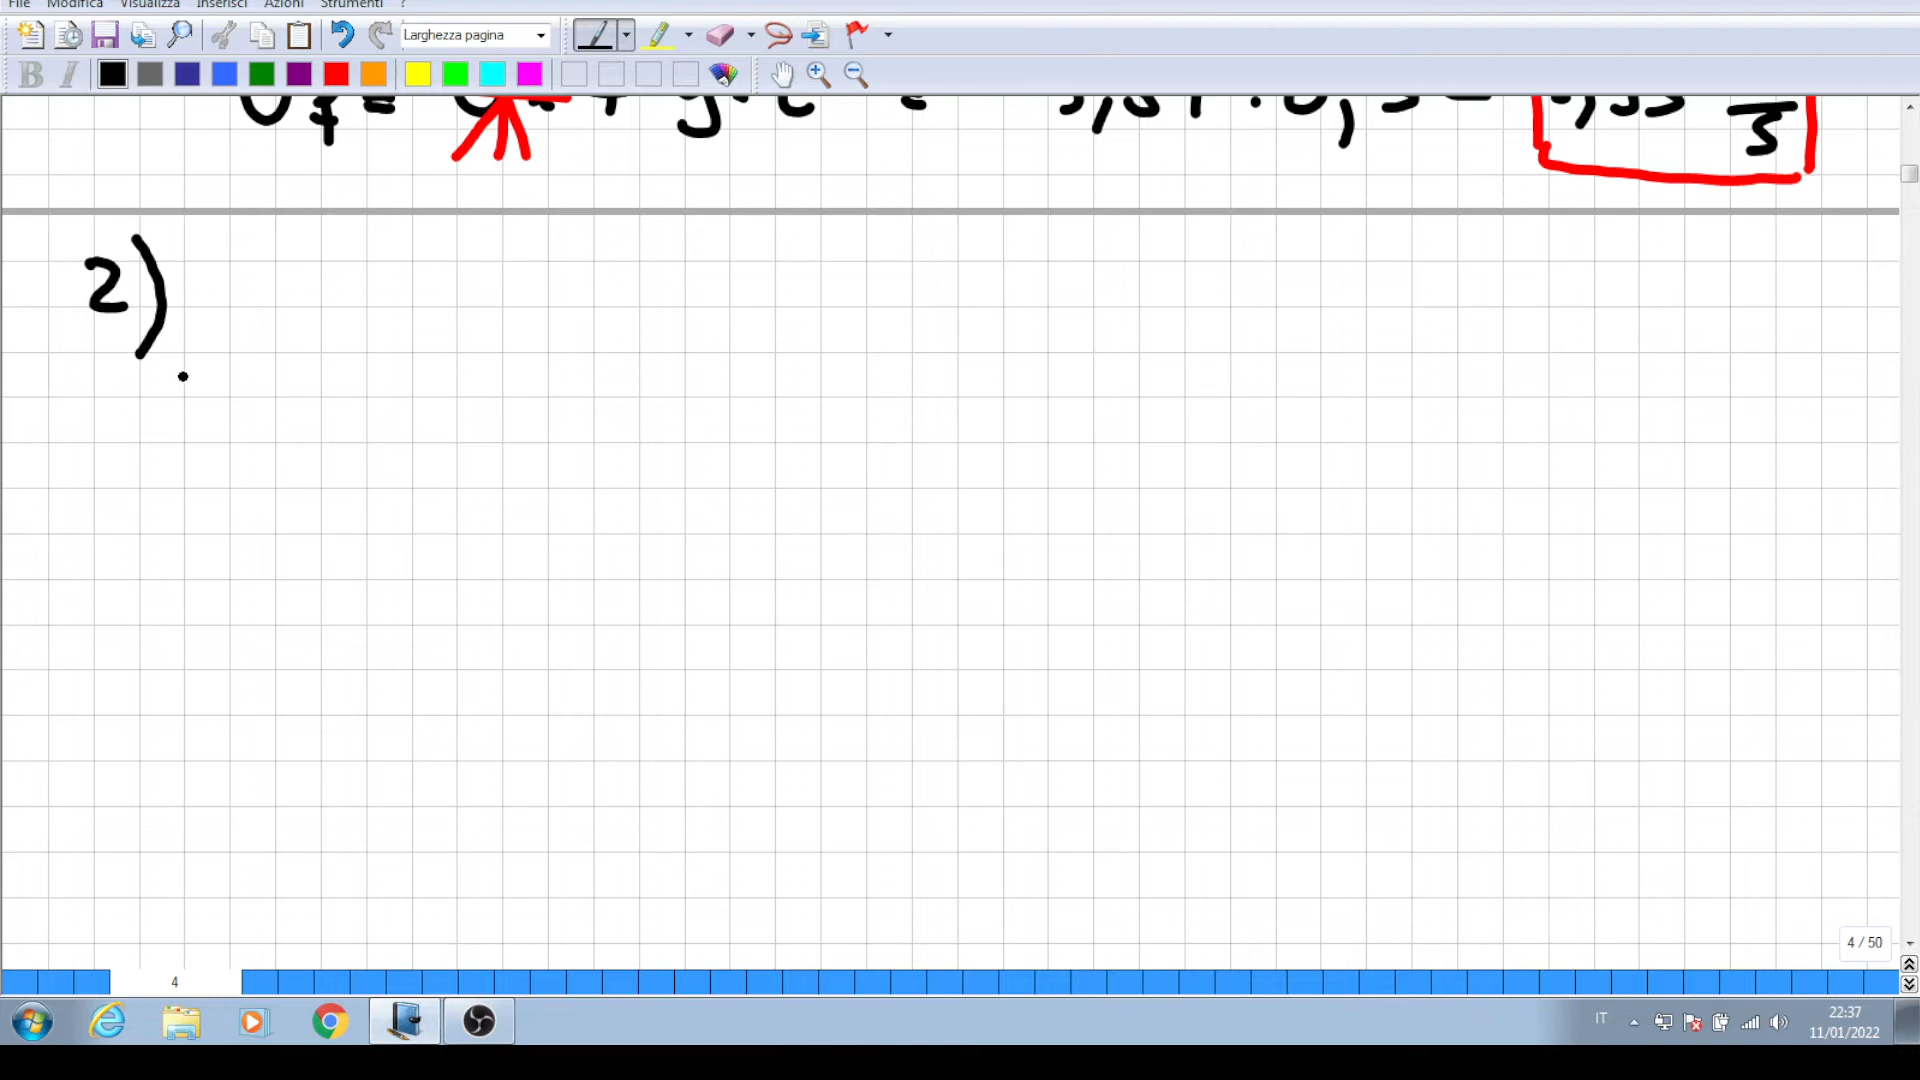 File Modifica Visualizza Inserisci Azioni Strumenti ?
Larghezza pagina
B I
2)
4 / 50
4
IT
22:37
11/01/2022